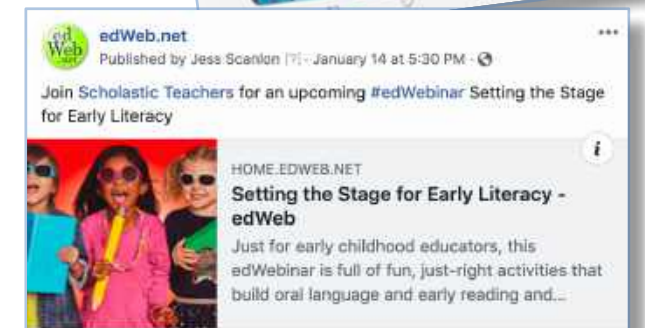 ed
Web
.net
edWeb.net
Published by Jess Scanlon [?] · January 14 at 5:30 PM ·
Join Scholastic Teachers for an upcoming #edWebinar Setting the Stage
for Early Literacy
i
HOME.EDWEB.NET
Setting the Stage for Early Literacy -
edWeb
Just for early childhood educators, this
edWebinar is full of fun, just-right activities that
build oral language and early reading and...